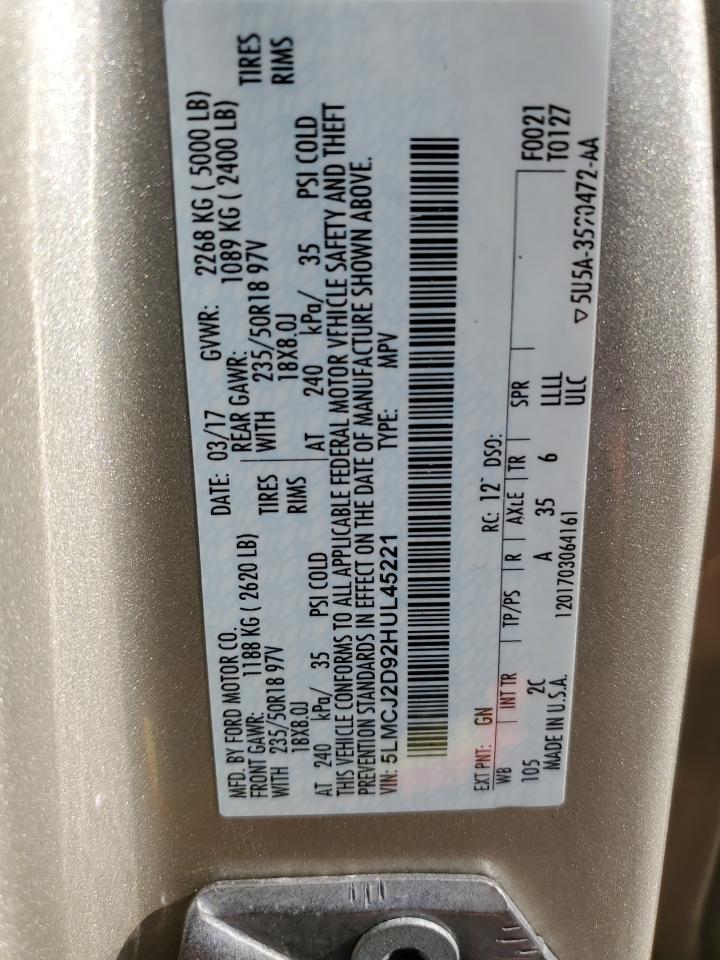 MFD. BY FORD MOTOR CO.
DATE: 03/17 GVWR: 2268 KG ( 5000 LB)
FRONT GAWR: 1188 KG ( 2620 LB) REAR GAWR: 1089 KG ( 2400 LB)
WITH 235/50R18 97V TIRES WITH 235/50R18 97V TIRES
18X8.0J RIMS 18X8.0J RIMS
AT 240 kPa/ 35 PSI COLD AT 240 kPa/ 35 PSI COLD
THIS VEHICLE CONFORMS TO ALL APPLICABLE FEDERAL MOTOR VEHICLE SAFETY AND THEFT
PREVENTION STANDARDS IN EFFECT ON THE DATE OF MANUFACTURE SHOWN ABOVE.
VIN: 5LMCJ2D92HUL45221 TYPE: MPV
EXT PNT: GN RC: 12 DSO: F0021
WB INT TR TP/PS R AXLE TR SPR T0127
105 2C A 35 6 LLLL
MADE IN U.S.A. 1201703064161 ULC